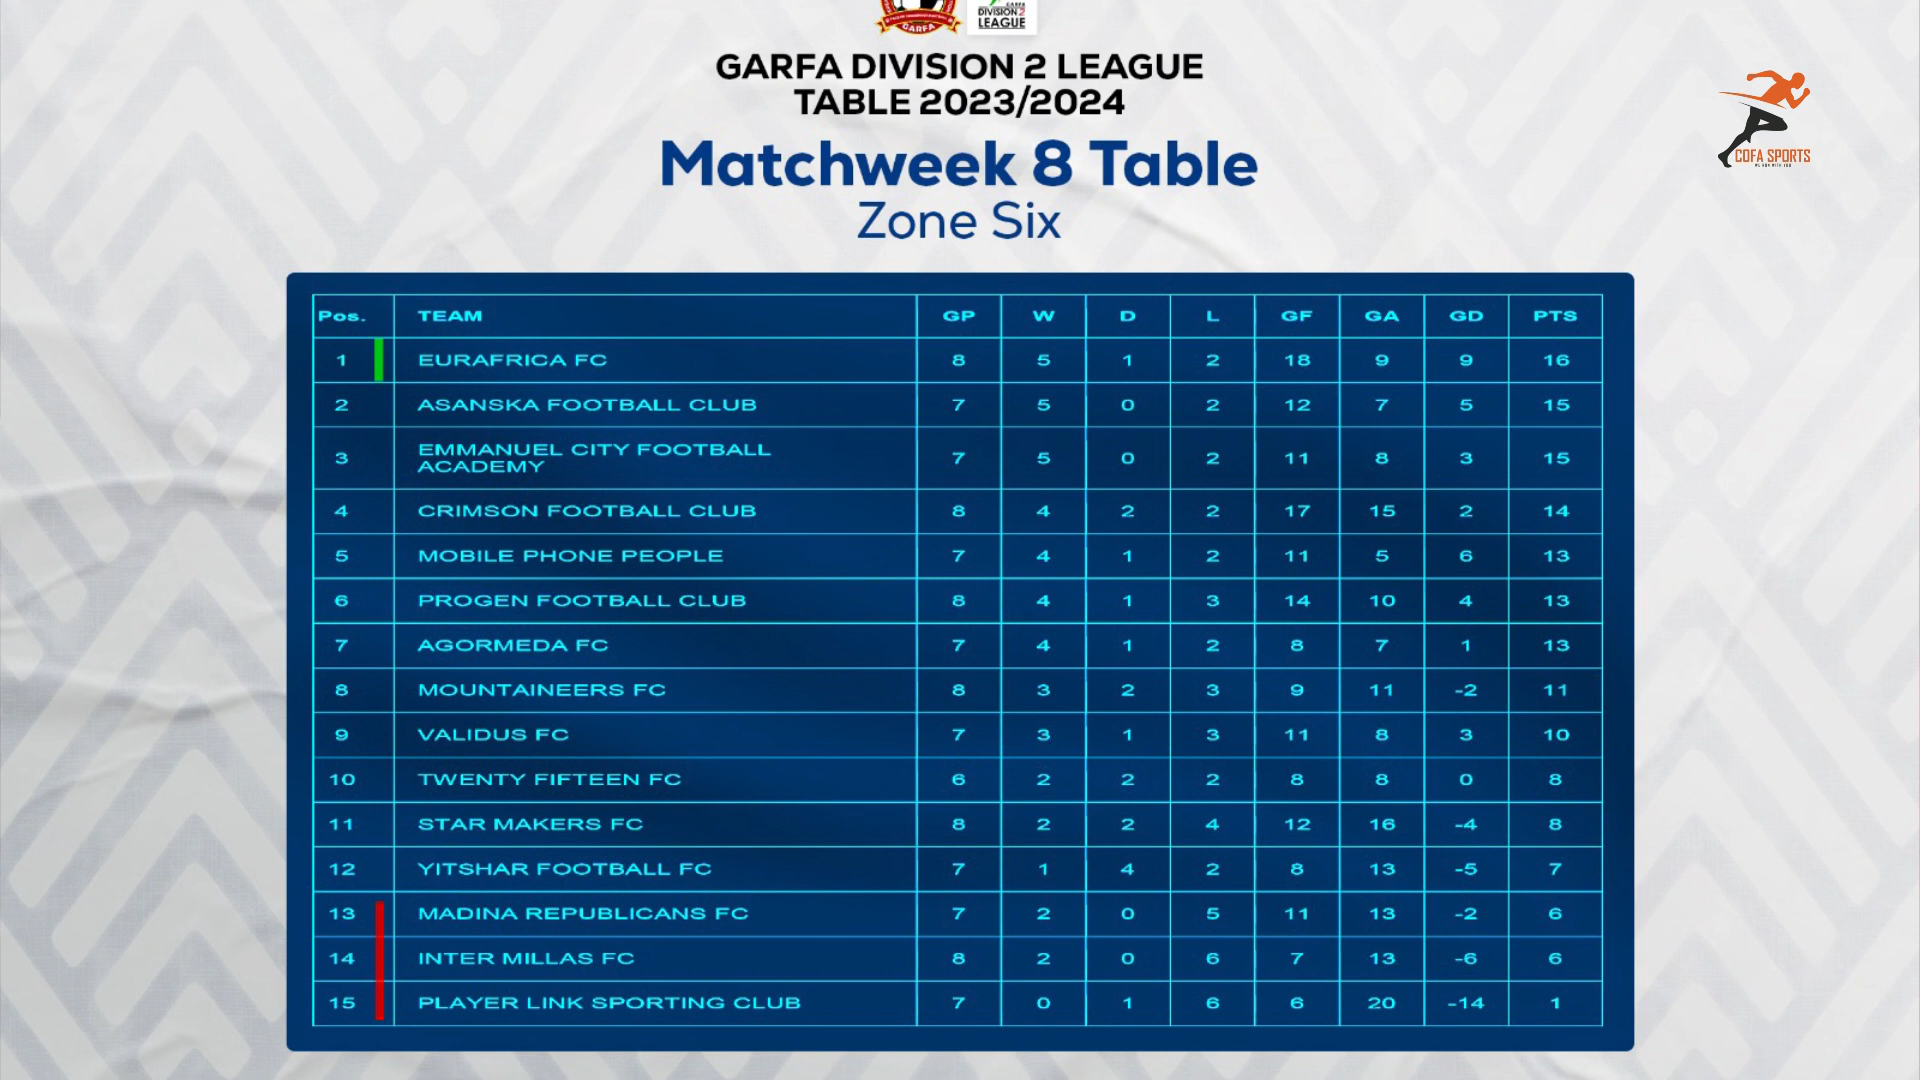 GARFA
GARFA
DIVISION 2
LEAGUE
GARFA DIVISION 2 LEAGUE
TABLE 2023/2024
Matchweek 8 Table
Zone Six
COFA SPORTS
Pos. TEAM GP W D L GF GA GD PTS
1 EURAFRICA FC 8 5 1 2 18 9 9 16
2 ASANSKA FOOTBALL CLUB 7 5 0 2 12 7 5 15
3 EMMANUEL CITY FOOTBALL
ACADEMY 7 5 0 2 11 8 3 15
4 CRIMSON FOOTBALL CLUB 8 4 2 2 17 15 2 14
5 MOBILE PHONE PEOPLE 7 4 1 2 11 5 6 13
6 PROGEN FOOTBALL CLUB 8 4 1 3 14 10 4 13
7 AGORMEDA FC 7 4 1 2 8 7 1 13
8 MOUNTAINEERS FC 8 3 2 3 9 11 -2 11
9 VALIDUS FC 7 3 1 3 11 8 3 10
10 TWENTY FIFTEEN FC 6 2 2 2 8 8 0 8
11 STAR MAKERS FC 8 2 2 4 12 16 -4 8
12 YITSHAR FOOTBALL FC 7 1 4 2 8 13 -5 7
13 MADINA REPUBLICANS FC 7 2 0 5 11 13 -2 6
14 INTER MILLAS FC 8 2 0 6 7 13 -6 6
15 PLAYER LINK SPORTING CLUB 7 0 1 6 6 20 -14 1